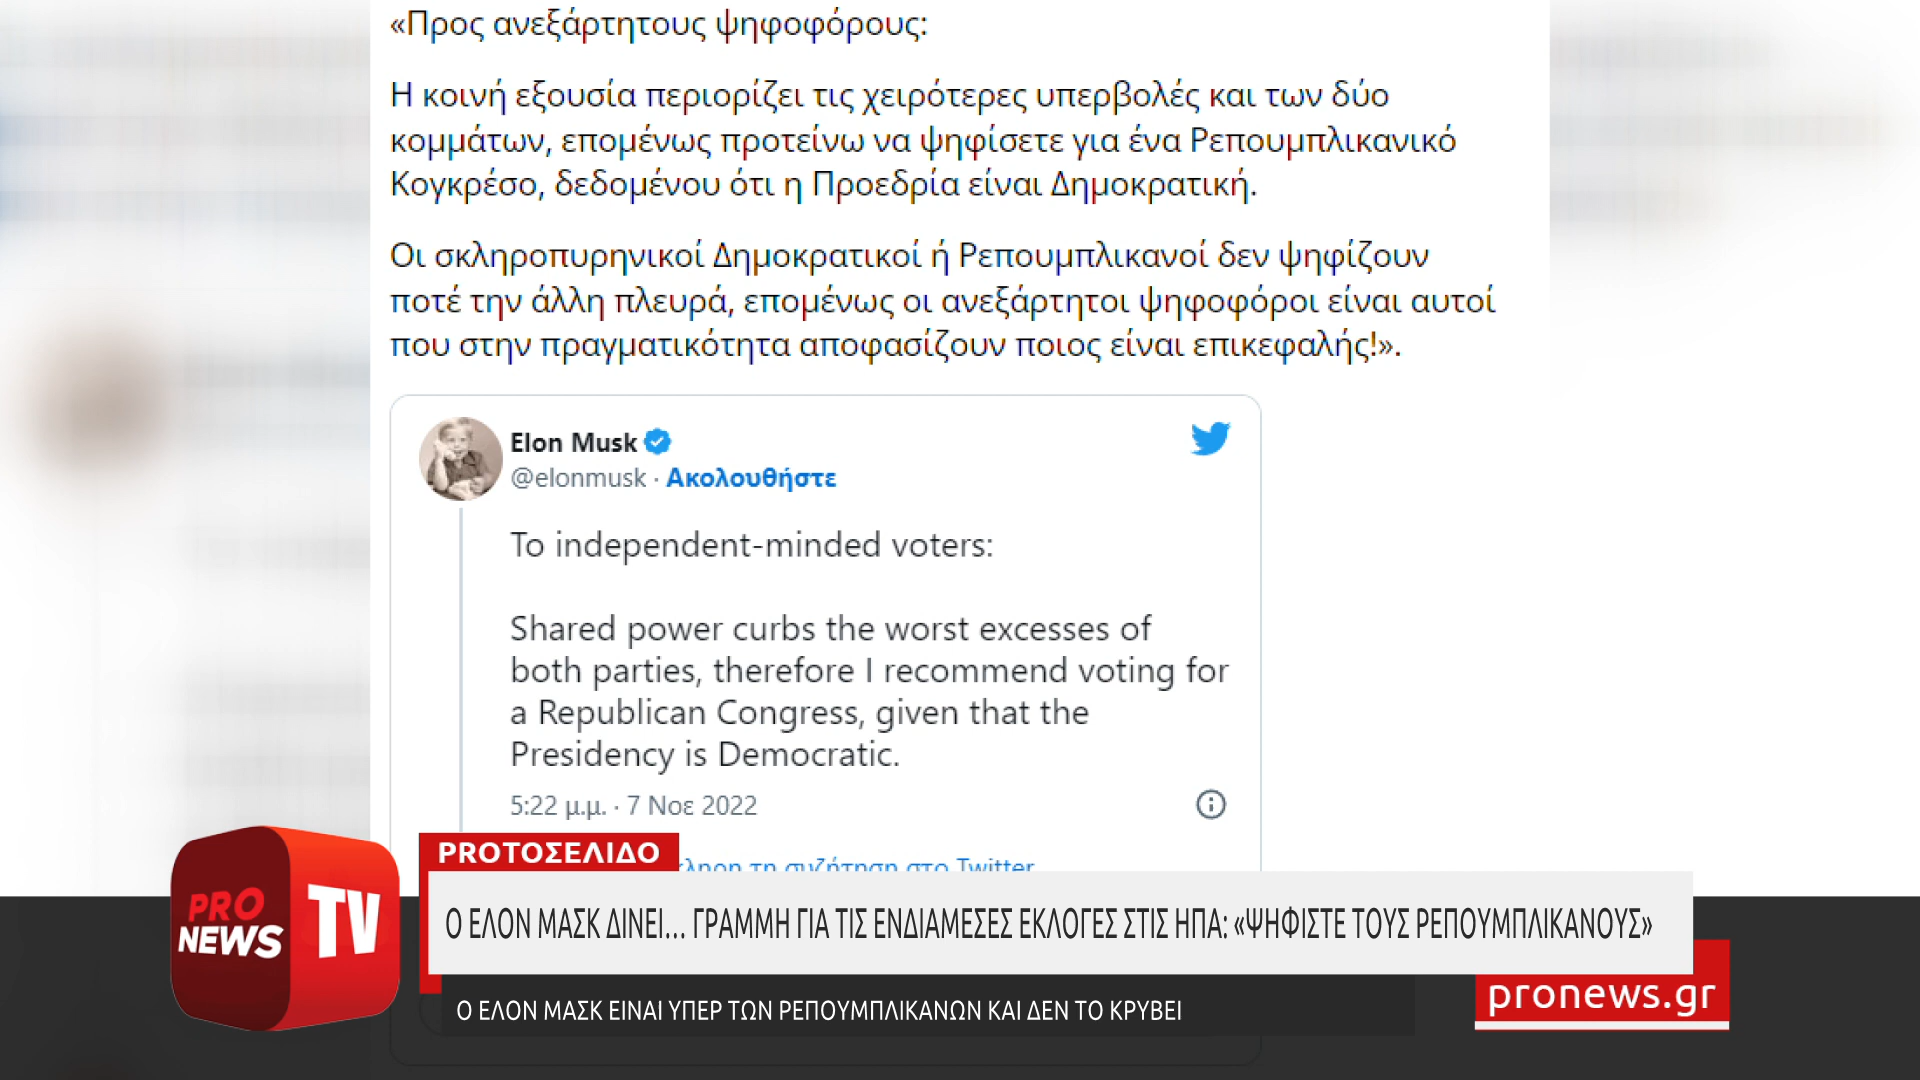 «Προς ανεξάρτητους ψηφοφόρους:
Η κοινή εξουσία περιορίζει τις χειρότερες υπερβολές και των δύο
κομμάτων, επομένως προτείνω να ψηφίσετε για ένα Ρεπουμπλικανικό
Κογκρέσο, δεδομένου ότι η Προεδρία είναι Δημοκρατική.
Οι σκληροπυρηνικοί Δημοκρατικοί ή Ρεπουμπλικανοί δεν ψηφίζουν
ποτέ την άλλη πλευρά, επομένως οι ανεξάρτητοι ψηφοφόροι είναι αυτοί
που στην πραγματικότητα αποφασίζουν ποιος είναι επικεφαλής!».
Elon Musk
@elonmusk · Ακολουθήστε
To independent-minded voters:
Shared power curbs the worst excesses of
both parties, therefore I recommend voting for
a Republican Congress, given that the
Presidency is Democratic.
5:22 μ.μ. · 7 Νοε 2022
τη συζήτηση στο Twitter
PROΤΟΣΕΛΙΔΟ
PRO
NEWS
TV
Ο ΕΛΟΝ ΜΑΣΚ ΔΙΝΕΙ... ΓΡΑΜΜΗ ΓΙΑ ΤΙΣ ΕΝΔΙΑΜΕΣΕΣ ΕΚΛΟΓΕΣ ΣΤΙΣ ΗΠΑ: «ΨΗΦΙΣΤΕ ΤΟΥΣ ΡΕΠΟΥΜΠΛΙΚΑΝΟΥΣ»
Ο ΕΛΟΝ ΜΑΣΚ ΕΙΝΑΙ ΥΠΕΡ ΤΩΝ ΡΕΠΟΥΜΠΛΙΚΑΝΩΝ ΚΑΙ ΔΕΝ ΤΟ ΚΡΥΒΕΙ
pronews.gr